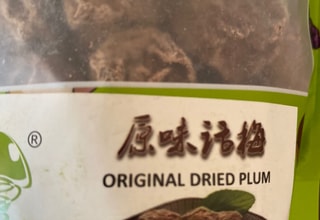 ®
原味话梅
ORIGINAL DRIED PLUM